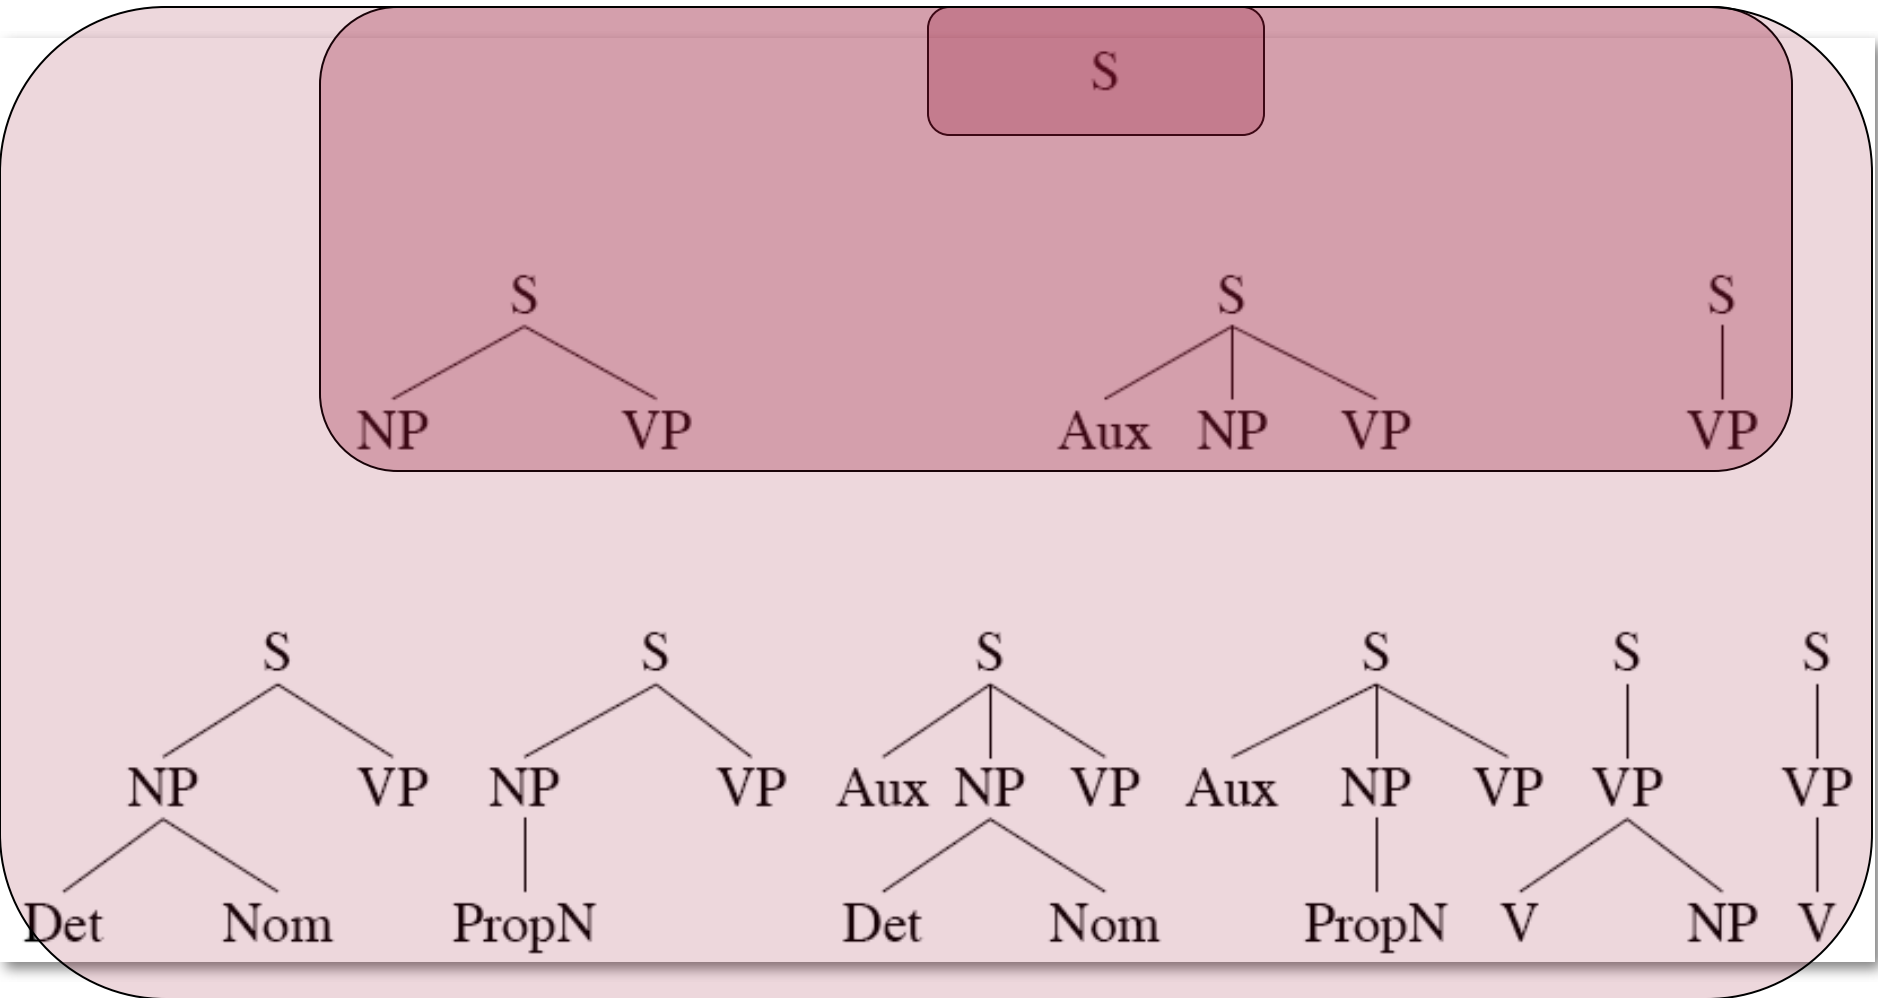 S
S S S
NP VP Aux NP VP VP
S S S S S S
NP VP NP VP Aux NP VP Aux NP VP VP VP
Det Nom PropN Det Nom PropN V NP V